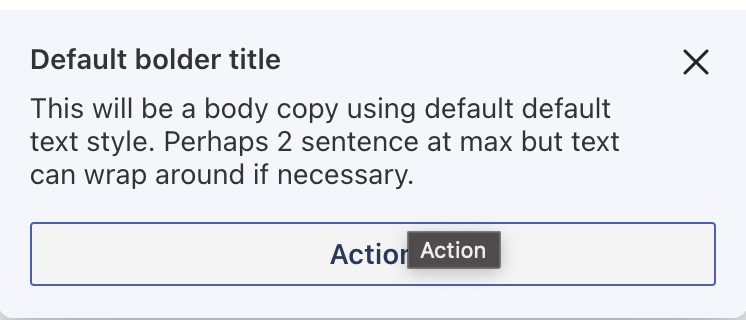 Default bolder title
This will be a body copy using default default
text style. Perhaps 2 sentence at max but text
can wrap around if necessary.
Action
Action